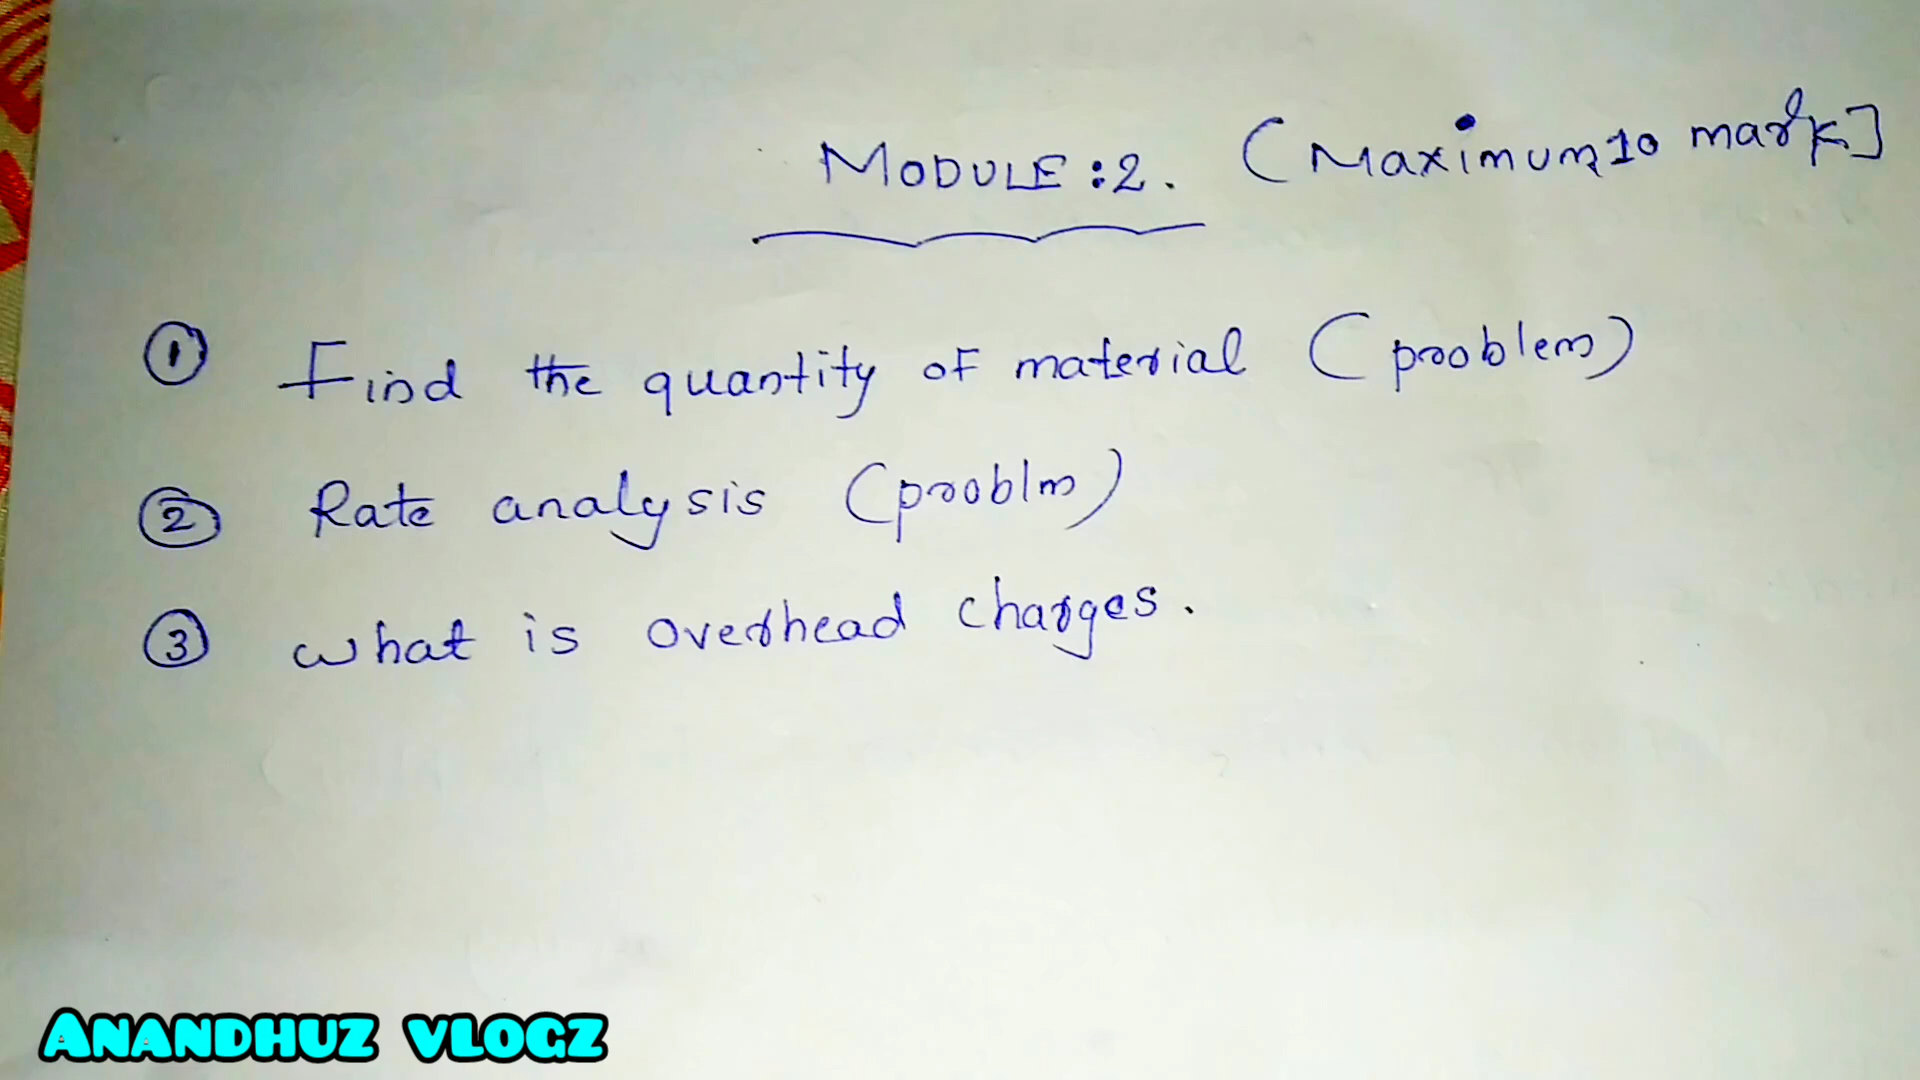 MODULE:2. (Maximum 10 mark]
① Find the quantity of material (problem)
② Rate analysis (problm)
③ what is overhead charges.
ANANDHUZ VLOGZ